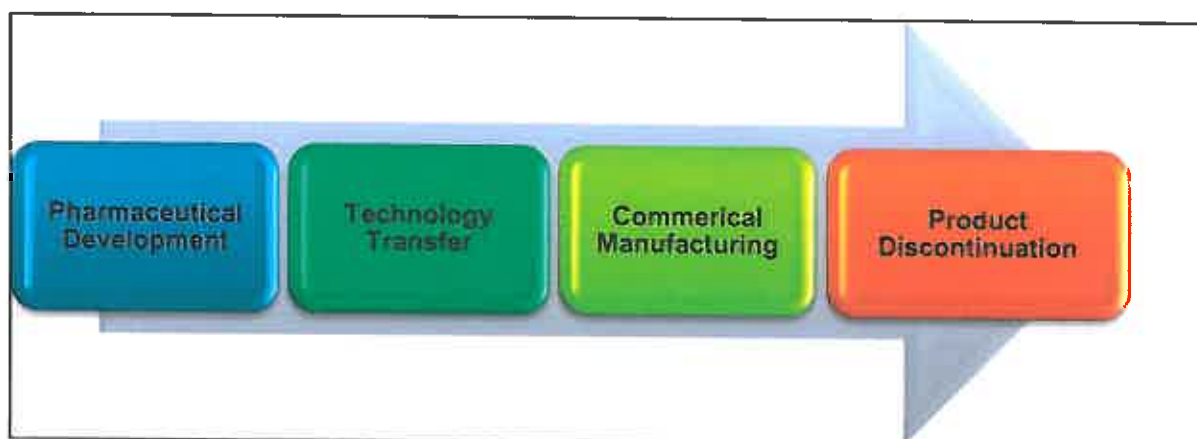 Pharmaceutical
Development
Technology
Transfer
Commerical
Manufacturing
Product
Discontinuation